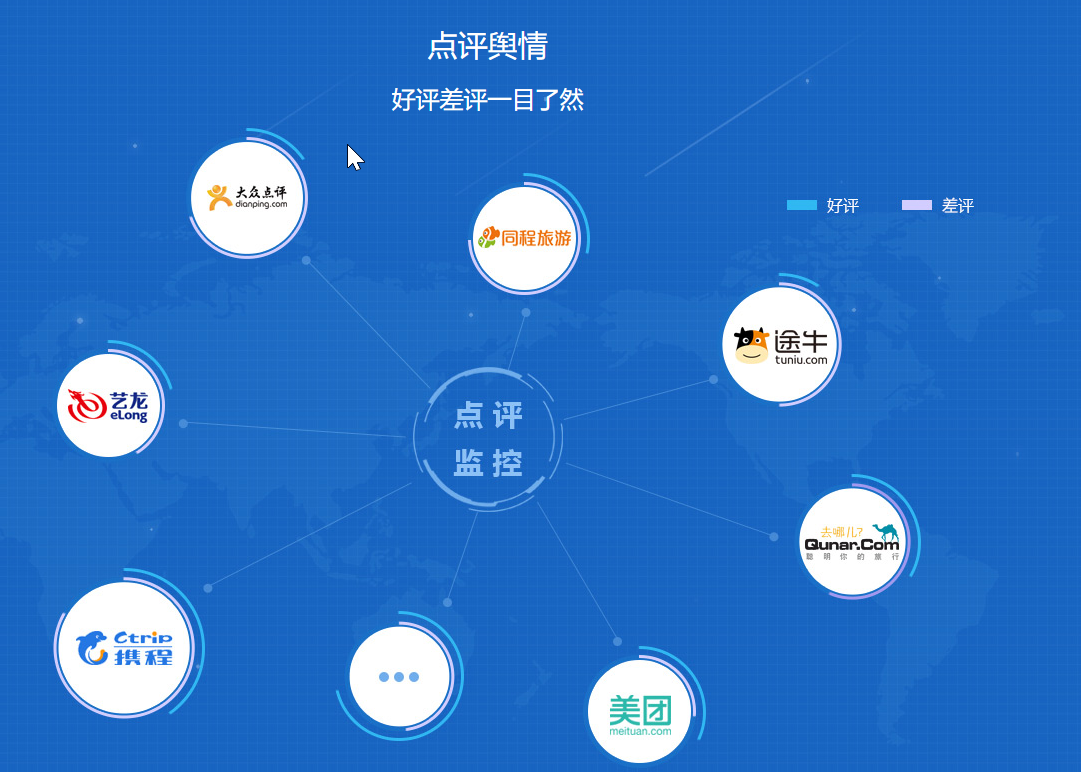 点评舆情
好评差评一目了然
大众点评
dianping.com
同程旅游
好评
差评
途牛
tuniu.com
艺龙
eLong
点评
监控
去哪儿?
Qunar.Com
聪明你的旅行
Ctrip
携程
美团
meituan.com